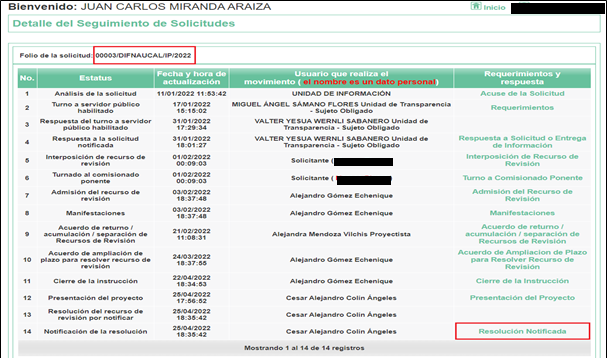 Bienvenido: JUAN CARLOS MIRANDA ARAIZA
Inicio
Detalle del Seguimiento de Solicitudes
Folio de la solicitud: 00003/DIFNAUCAL/IP/2022
No. Estatus Fecha y hora de actualización Usuario que realiza el movimiento ( el nombre es un dato personal) Requerimientos y respuesta
1 Análisis de la solicitud 11/01/2022 11:53:42 UNIDAD DE INFORMACIÓN Acuse de la Solicitud
2 Turno a servidor público habilitado 17/01/2022 15:15:02 MIGUEL ÁNGEL SÁMANO FLORES Unidad de Transparencia - Sujeto Obligado Requerimientos
3 Respuesta del turno a servidor público habilitado 31/01/2022 17:29:34 VALTER YESUA WERNLI SABANERO Unidad de Transparencia - Sujeto Obligado
4 Respuesta a la solicitud notificada 31/01/2022 18:01:27 VALTER YESUA WERNLI SABANERO Unidad de Transparencia - Sujeto Obligado Respuesta a Solicitud o Entrega de Información
5 Interposición de recurso de revisión 01/02/2022 00:09:03 Solicitante ( Interposición de Recurso de Revisión
6 Turnado al comisionado ponente 01/02/2022 00:09:03 Solicitante ( Turno a Comisionado Ponente
7 Admisión del recurso de revisión 03/02/2022 18:37:48 Alejandro Gómez Echenique Admisión del Recurso de Revisión
8 Manifestaciones 03/02/2022 18:37:48 Alejandro Gómez Echenique Manifestaciones
9 Acuerdo de returno / acumulación / separación de Recursos de Revisión 21/02/2022 11:08:31 Alejandra Mendoza Vilchis Proyectista Acuerdo de returno / acumulación / separación de Recursos de Revisión
10 Acuerdo de ampliación de plazo para resolver recurso de revisión 24/03/2022 18:37:55 Alejandro Gómez Echenique Acuerdo de Ampliacion de Plazo para Resolver Recurso de Revisión
11 Cierre de la instrucción 22/04/2022 18:34:53 Alejandro Gómez Echenique Cierre de la Instrucción
12 Presentación del proyecto 25/04/2022 17:56:52 Cesar Alejandro Colin Ángeles Presentación del Proyecto
13 Resolución del recurso de revisión por notificar 25/04/2022 18:35:42 Cesar Alejandro Colin Ángeles
14 Notificación de la resolución 25/04/2022 18:35:42 Cesar Alejandro Colin Ángeles Resolución Notificada
Mostrando 1 al 14 de 14 registros